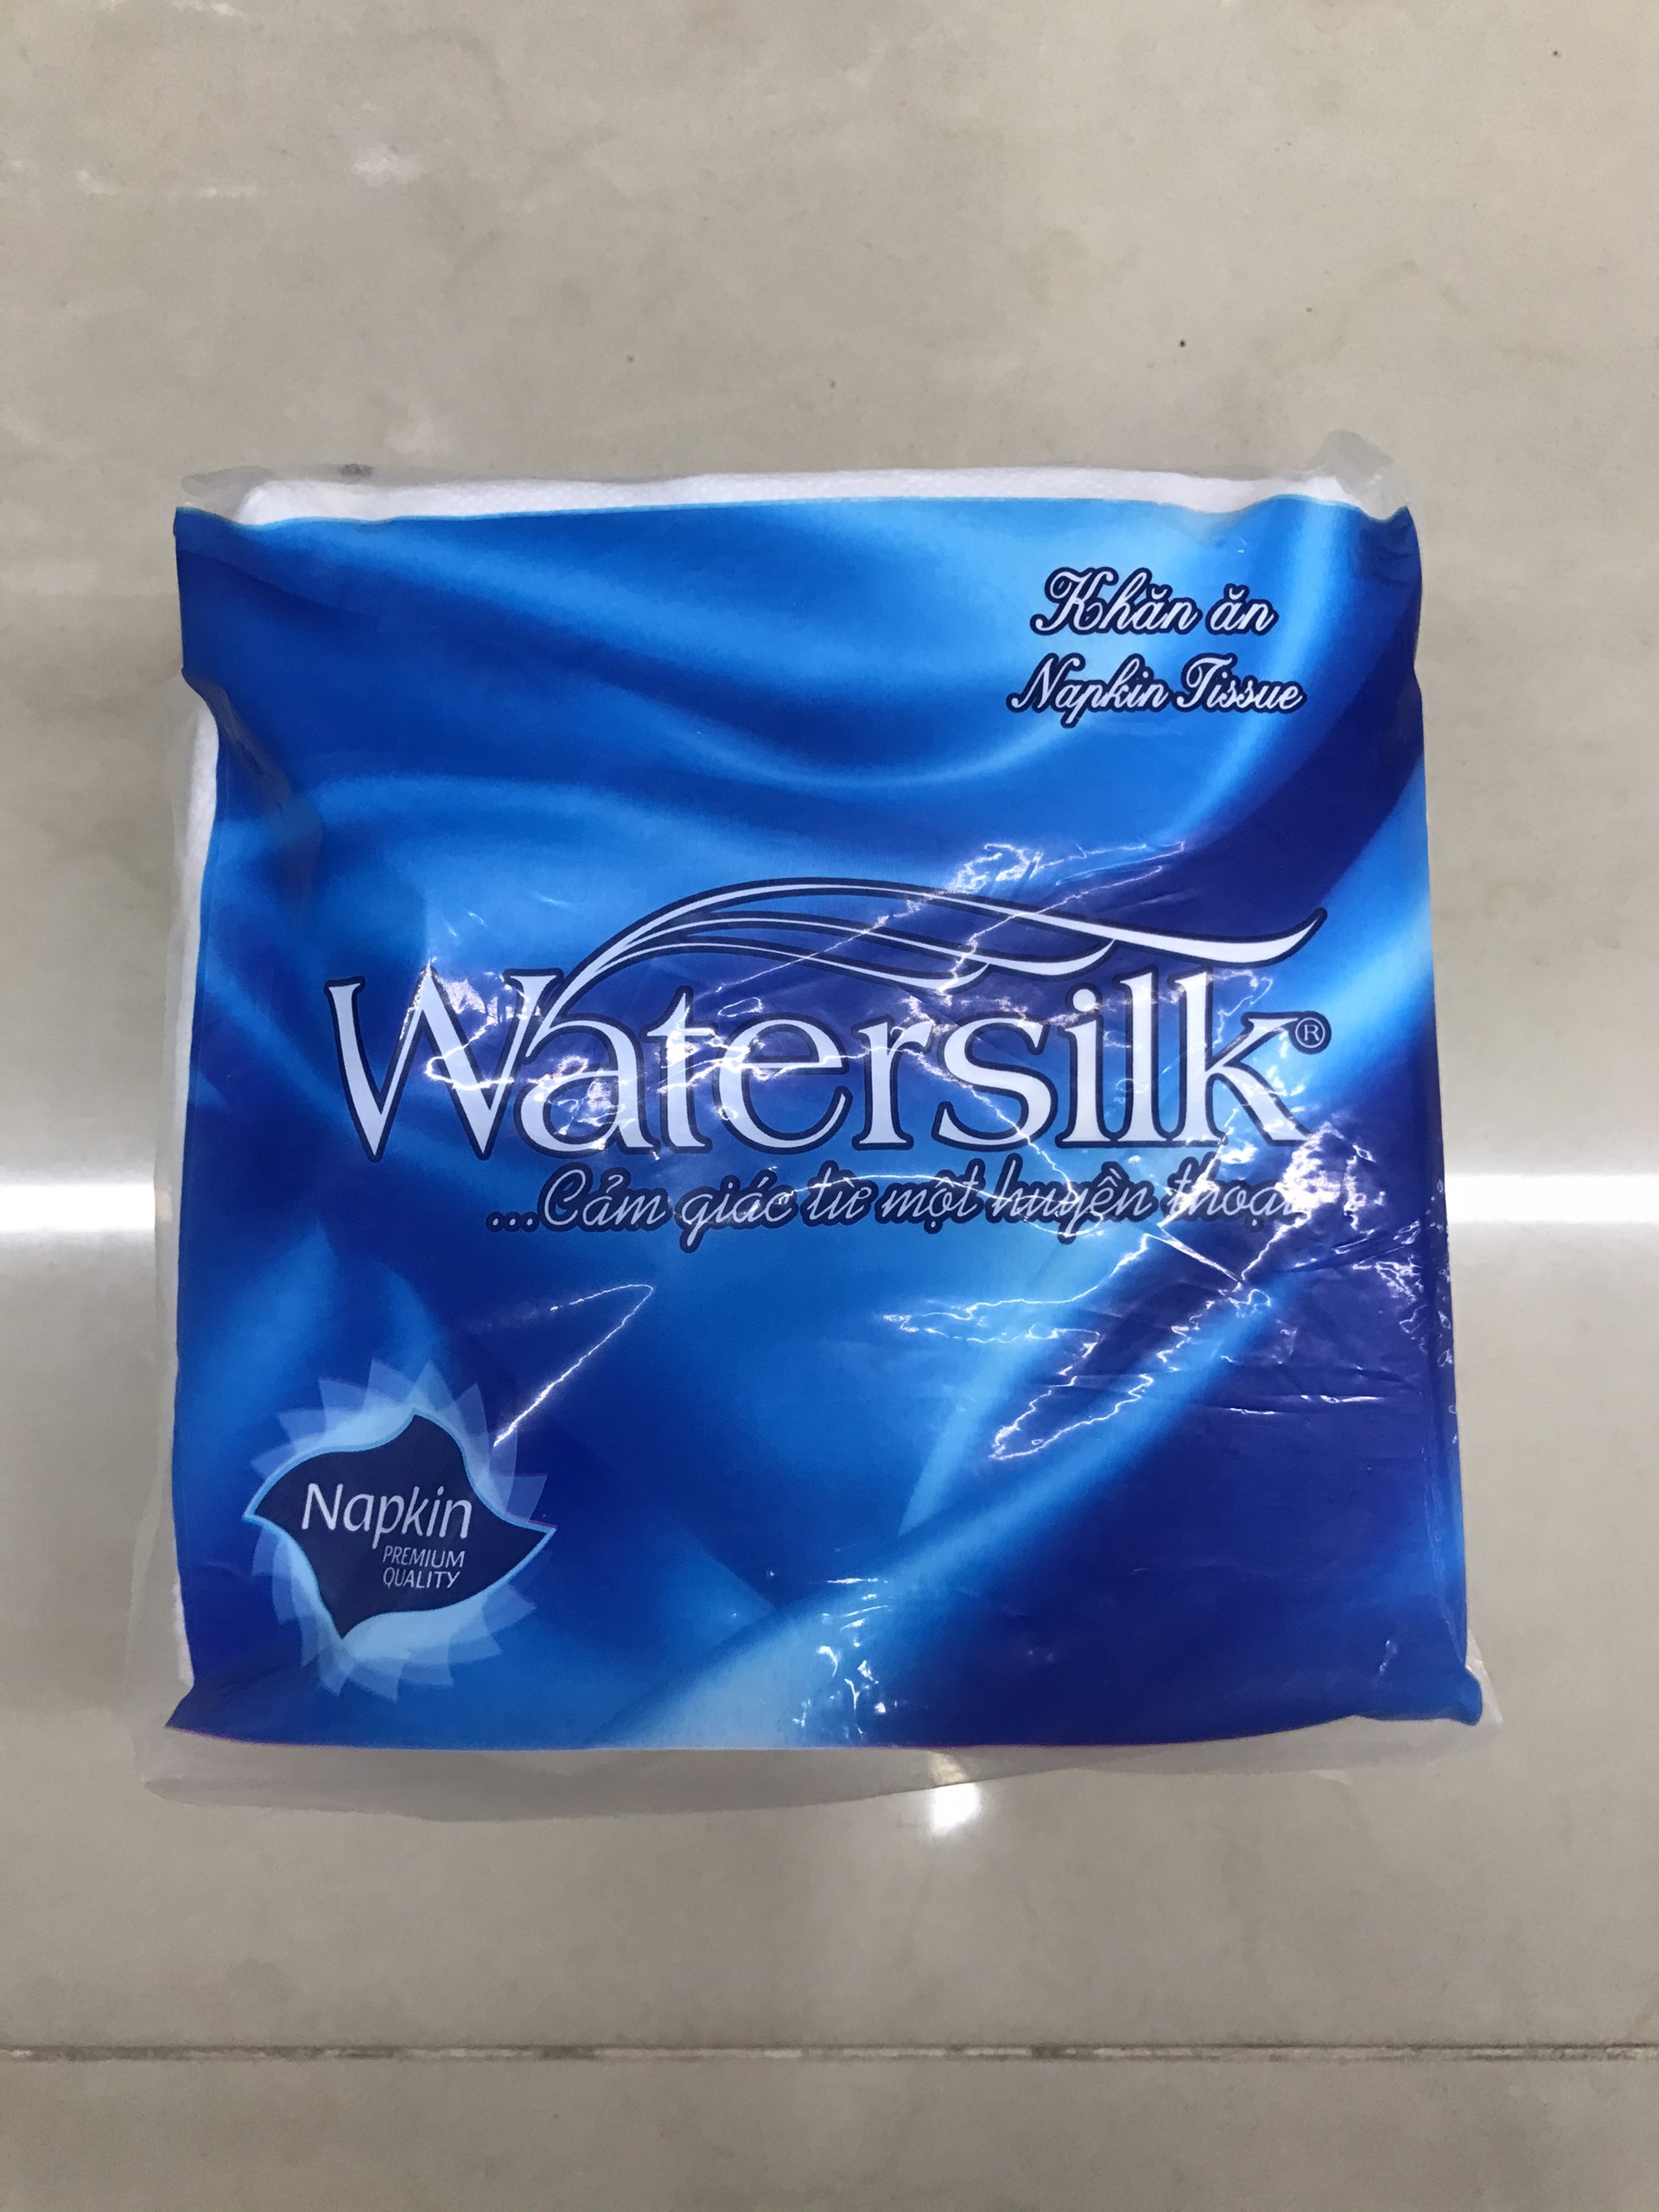 Khăn ăn
Napkin Tissue
Watersilk®
...Cảm giác từ một huyền thoại
Napkin
PREMIUM
QUALITY